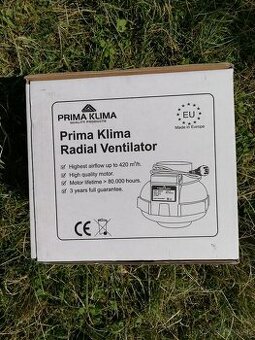 PRIMA KLIMA
QUALITY PRODUCTS
EU
Made in Europe
Prima Klima
Radial Ventilator
Highest airflow up to 420 m³/h.
High quality motor.
Motor lifetime > 80.000 hours.
3 years full guarantee.
CE